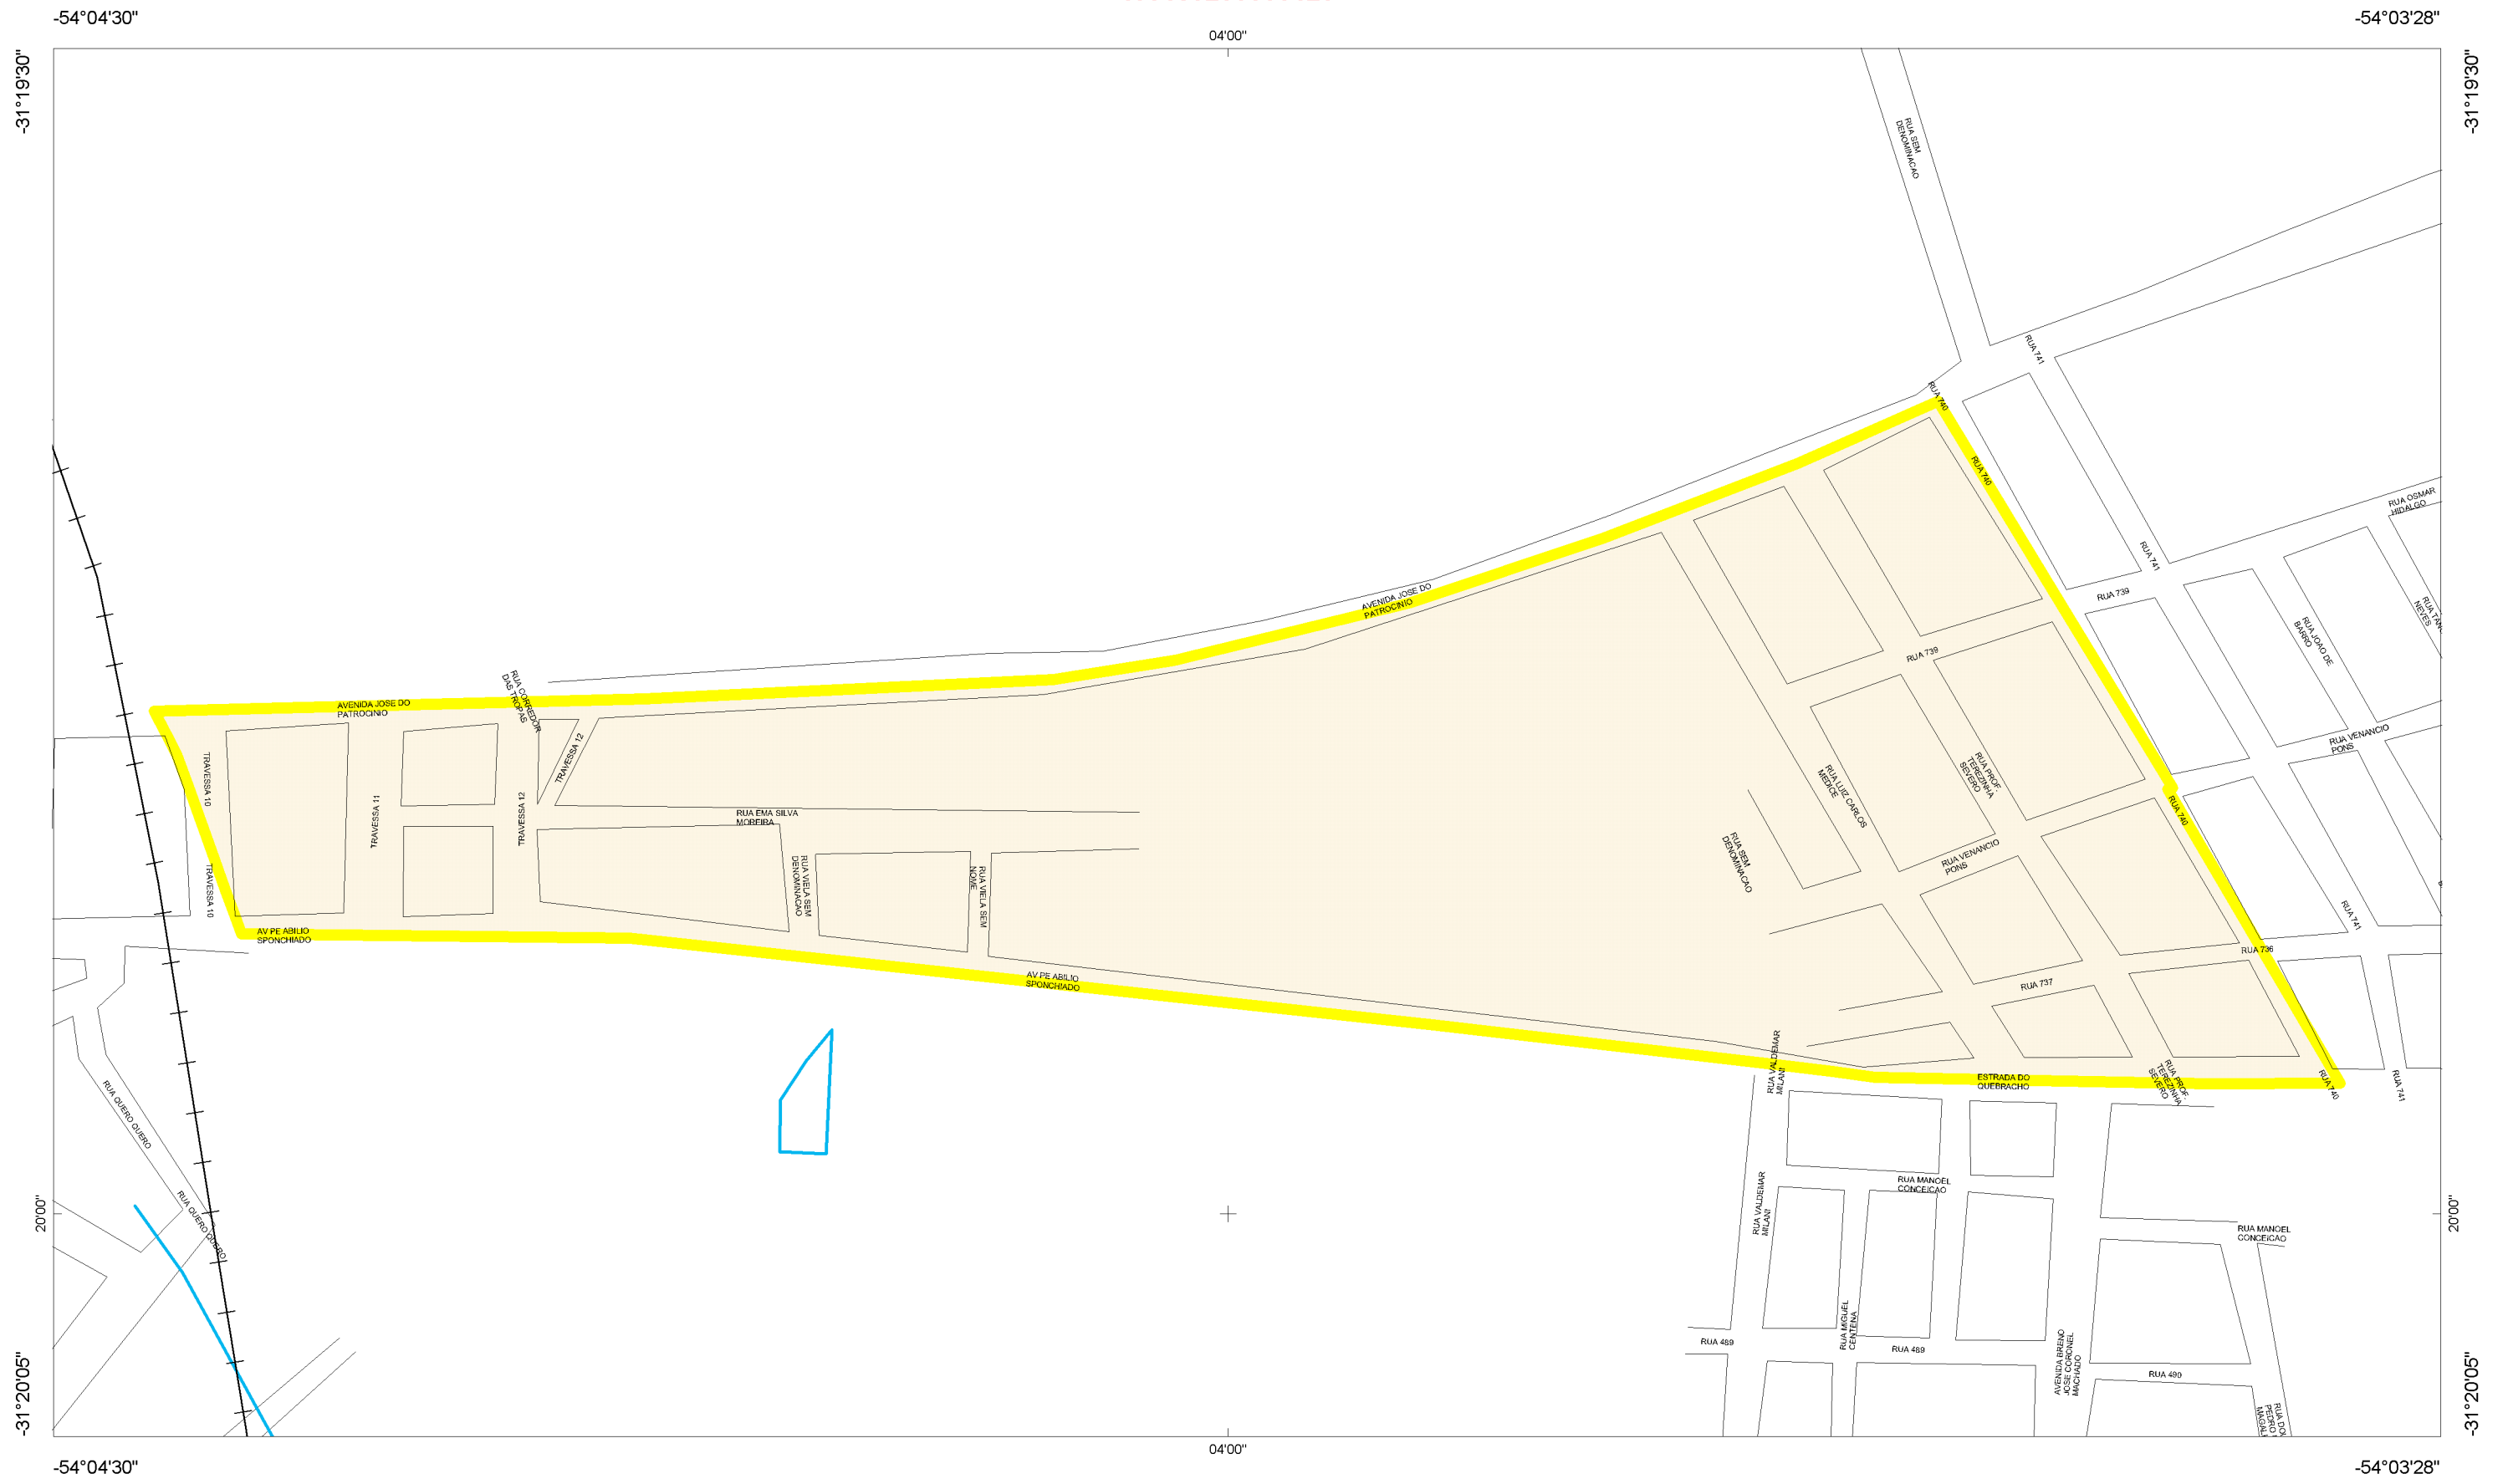 -54°04'30"
04'00"
-54°03'28"
-31°19'30"
-31°19'30"
RUA SEM
DENOMINACAO
RUA 741
RUA 740
RUA 740
RUA OSMAR
HIDALGO
RUA 741
RUA 739
AVENIDA JOSE DO
PATROCINIO
RUA JOAO DE
BARRO
NEVES
RUA 739
RUA CORREDOR
DAS TROPAS
AVENIDA JOSE DO
PATROCINIO
RUA VENANCIO
PONS
TRAVESSA 12
TRAVESSA 10
TRAVESSA 11
TRAVESSA 12
RUA EMA SILVA
MOREIRA
RUA LUIZ CARLOS
MEDICE
RUA PROF.
TEREZINHA
SEVERO
RUA 740
RUA SEM
DENOMINACAO
RUA VENANCIO
PONS
TRAVESSA 10
RUA VIELA SEM
DENOMINACAO
RUA VIELA SEM
NOME
RUA 741
AV PE ABILIO
SPONCHIADO
RUA 736
AV PE ABILIO
SPONCHIADO
RUA 737
RUA VALDEMAR
MILANI
ESTRADA DO
QUEBRACHO
RUA PROF.
TEREZINHA
SEVERO
RUA 740
RUA 741
RUA QUERO QUERO
RUA QUERO QUERO
RUA VALDEMAR
MILANI
RUA MANOEL
CONCEICAO
RUA MANOEL
CONCEICAO
20'00"
20'00"
RUA 489
RUA MIGUEL
CENTENA
RUA 489
AVENIDA BRENO
JOSE CORONEL
MACHADO
RUA 490
-31°20'05"
-31°20'05"
-54°04'30"
04'00"
-54°03'28"